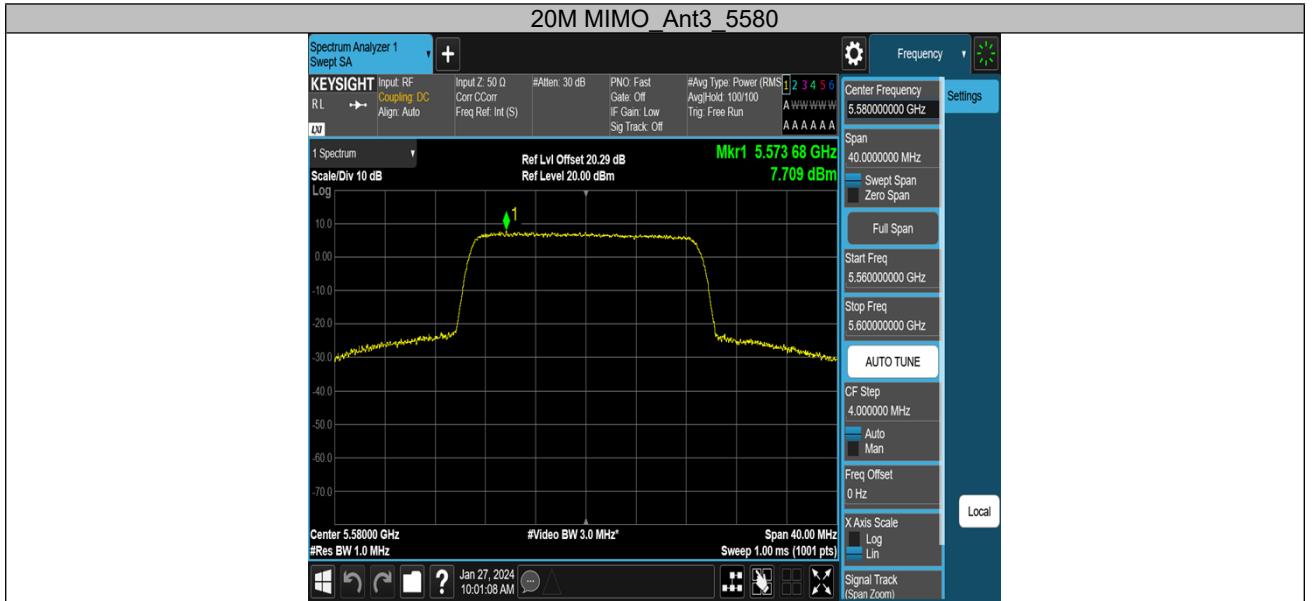 20M MIMO_Ant3_5580
Spectrum Analyzer 1
Swept SA
+
Frequency
KEYSIGHT
RL
LXI
Input: RF
Coupling: DC
Align: Auto
Input Z: 50 Ω
Corr CCorr
Freq Ref: Int (S)
#Atten: 30 dB
PNO: Fast
Gate: Off
IF Gain: Low
Sig Track: Off
#Avg Type: Power (RMS
Avg|Hold: 100/100
Trig: Free Run
1 2 3 4 5 6
A W W W W W
A A A A A A
Center Frequency
5.580000000 GHz
Settings
Span
40.0000000 MHz
Swept Span
Zero Span
Full Span
Start Freq
5.560000000 GHz
Stop Freq
5.600000000 GHz
AUTO TUNE
CF Step
4.000000 MHz
Auto
Man
Freq Offset
0 Hz
X Axis Scale
Log
Lin
Signal Track
(Span Zoom)
Local
1 Spectrum
Scale/Div 10 dB
Log
Ref Lvl Offset 20.29 dB
Ref Level 20.00 dBm
Mkr1 5.573 68 GHz
7.709 dBm
1
10.0
0.00
-10.0
-20.0
-30.0
-40.0
-50.0
-60.0
-70.0
Center 5.58000 GHz
#Res BW 1.0 MHz
#Video BW 3.0 MHz*
Span 40.00 MHz
Sweep 1.00 ms (1001 pts)
?
Jan 27, 2024
10:01:08 AM